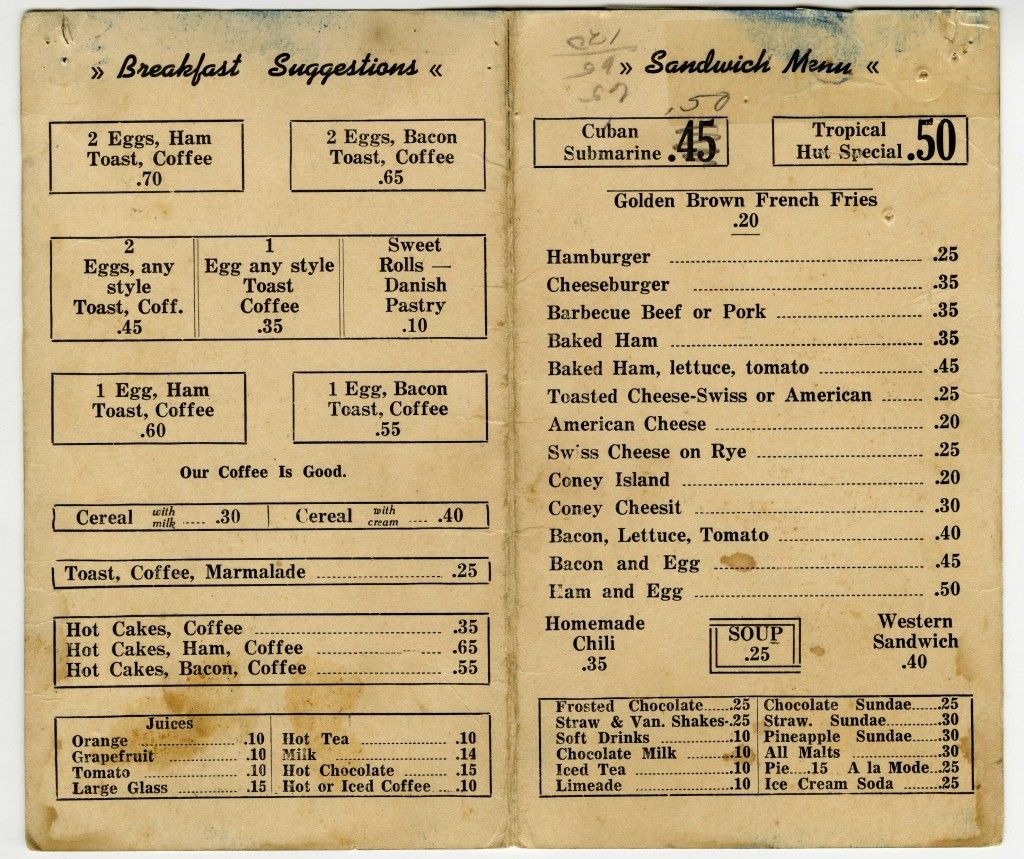 » Breakfast Suggestions «
2 Eggs, Ham
Toast, Coffee
.70
2 Eggs, Bacon
Toast, Coffee
.65
2
Eggs, any
style
Toast, Coff.
.45
1
Egg any style
Toast
Coffee
.35
Sweet
Rolls —
Danish
Pastry
.10
1 Egg, Ham
Toast, Coffee
.60
1 Egg, Bacon
Toast, Coffee
.55
Our Coffee Is Good.
Cereal with milk ..... .30
Cereal with cream .... .40
Toast, Coffee, Marmalade .......... .25
Hot Cakes, Coffee .......... .35
Hot Cakes, Ham, Coffee .......... .65
Hot Cakes, Bacon, Coffee .......... .55
Juices
Orange .......... .10
Grapefruit .......... .10
Tomato .......... .10
Large Glass .......... .15
Hot Tea .......... .10
Milk .......... .14
Hot Chocolate .......... .15
Hot or Iced Coffee ... .10
» Sandwich Menu «
.50
Cuban
Submarine .45
Tropical
Hut Special .50
Golden Brown French Fries
.20
Hamburger .......... .25
Cheeseburger .......... .35
Barbecue Beef or Pork .......... .35
Baked Ham .......... .35
Baked Ham, lettuce, tomato .......... .45
Toasted Cheese-Swiss or American ....... .25
American Cheese .......... .20
Swiss Cheese on Rye .......... .25
Coney Island .......... .20
Coney Cheesit .......... .30
Bacon, Lettuce, Tomato .......... .40
Bacon and Egg .......... .45
Ham and Egg .......... .50
Homemade
Chili
.35
SOUP
.25
Western
Sandwich
.40
Frosted Chocolate.....25
Straw & Van. Shakes-.25
Soft Drinks .......... .10
Chocolate Milk .......... .10
Iced Tea .......... .10
Limeade .......... .10
Chocolate Sundae.....25
Straw. Sundae.....30
Pineapple Sundae...30
All Malts .......... .30
Pie....15 A la Mode...25
Ice Cream Soda ......25